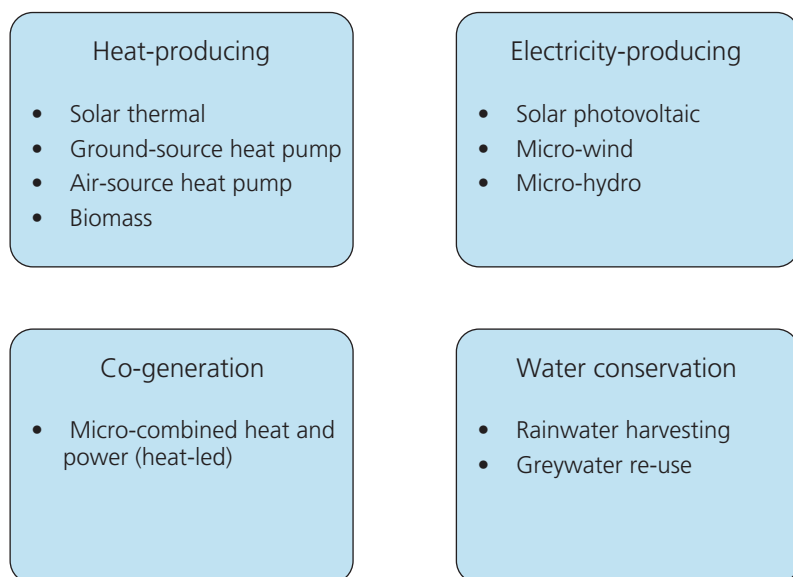 Heat-producing
• Solar thermal
• Ground-source heat pump
• Air-source heat pump
• Biomass
Electricity-producing
• Solar photovoltaic
• Micro-wind
• Micro-hydro
Co-generation
• Micro-combined heat and
power (heat-led)
Water conservation
• Rainwater harvesting
• Greywater re-use